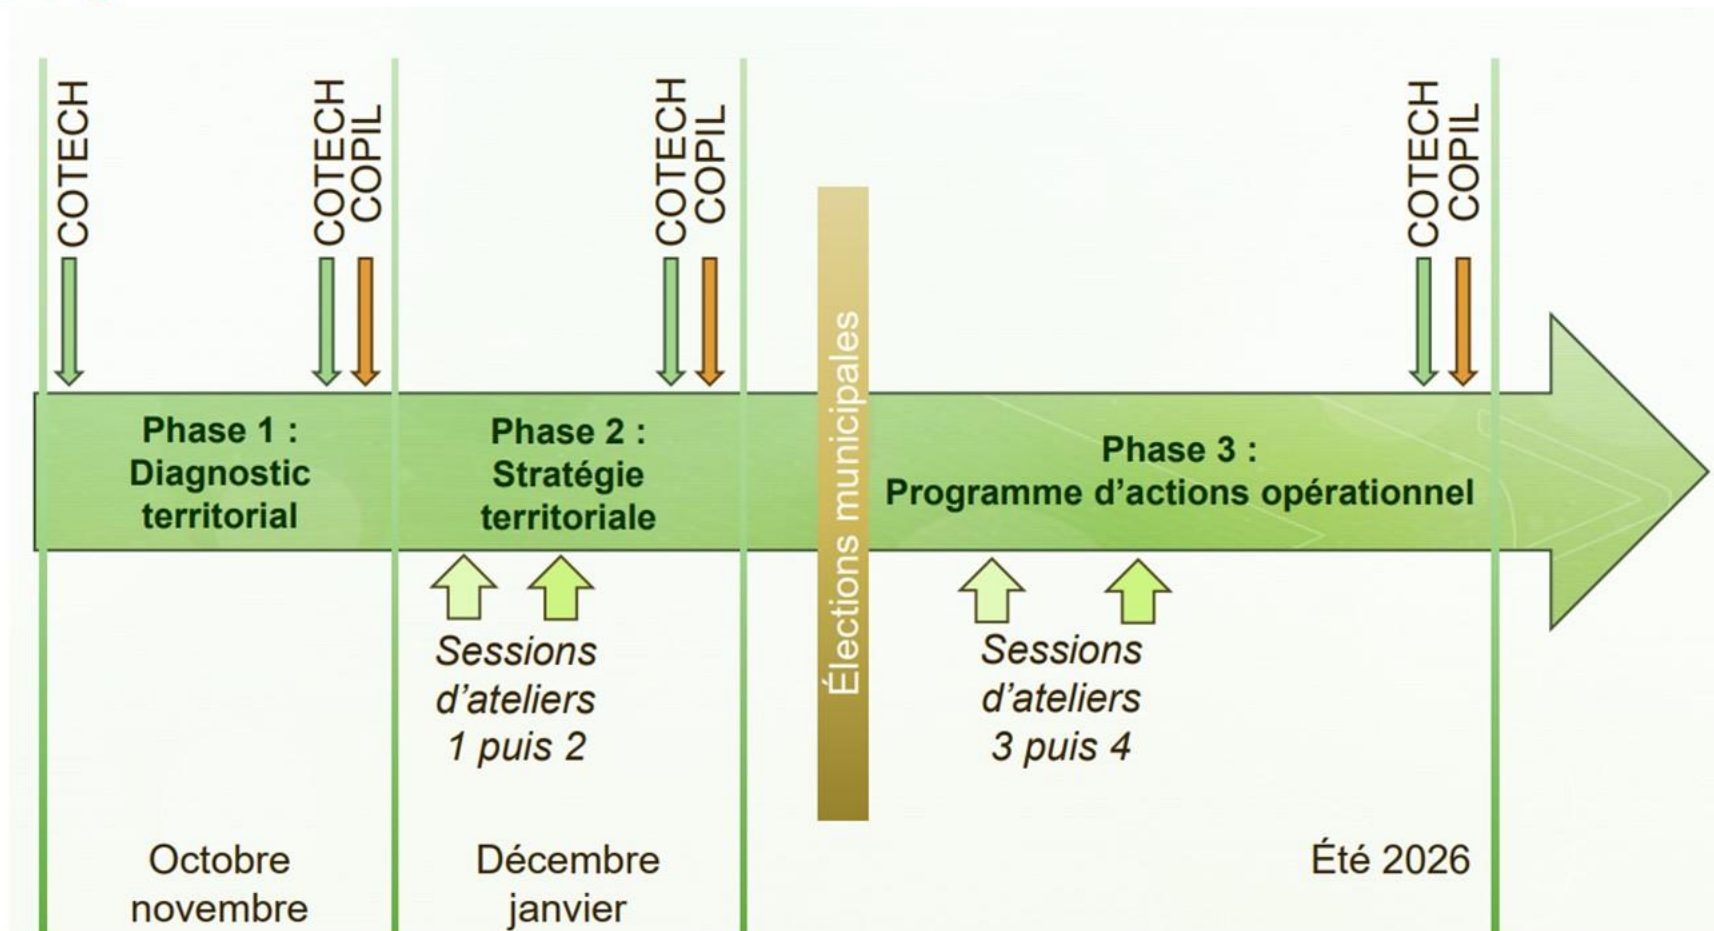 COTECH
COTECH
COPIL
COTECH
COPIL
COTECH
COPIL
Phase 1 :
Diagnostic
territorial
Phase 2 :
Stratégie
territoriale
Élections municipales
Phase 3 :
Programme d'actions opérationnel
Sessions
d'ateliers
1 puis 2
Sessions
d'ateliers
3 puis 4
Octobre
novembre
Décembre
janvier
Été 2026